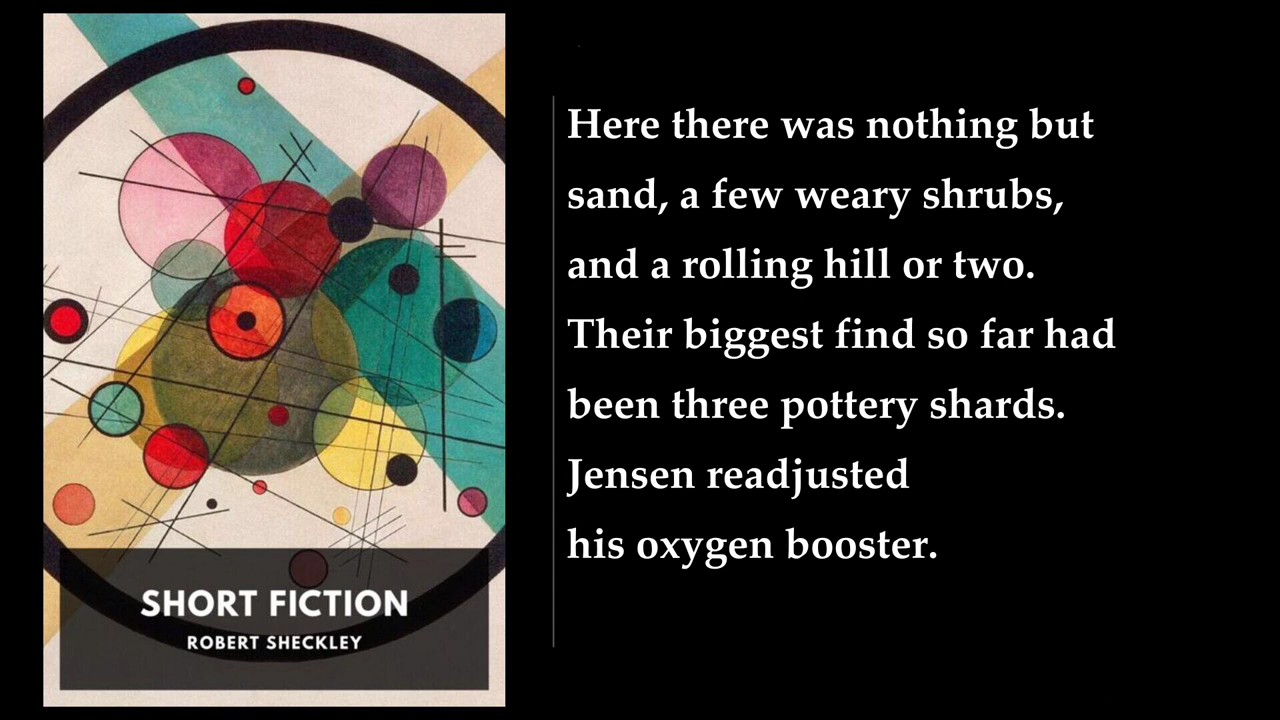 SHORT FICTION
ROBERT SHECKLEY
Here there was nothing but
sand, a few weary shrubs,
and a rolling hill or two.
Their biggest find so far had
been three pottery shards.
Jensen readjusted
his oxygen booster.